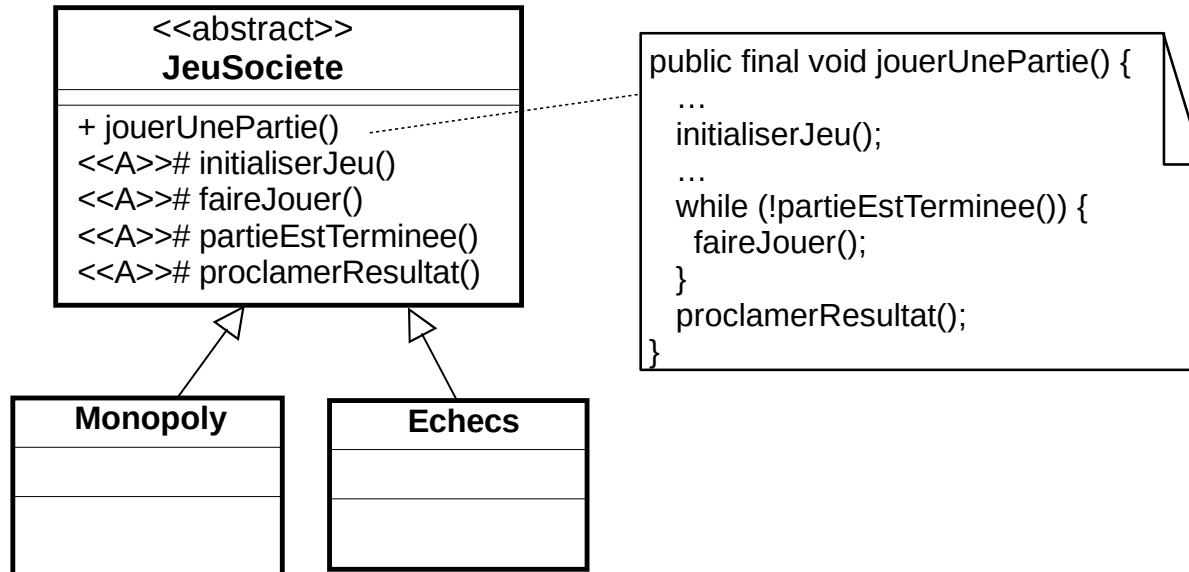 <<abstract>>
JeuSociete
+ jouerUnePartie()
<<A>># initialiserJeu()
<<A>># faireJouer()
<<A>># partieEstTerminee()
<<A>># proclamerResultat()
public final void jouerUnePartie() {
…
initialiserJeu();
…
while (!partieEstTerminee()) {
faireJouer();
}
proclamerResultat();
}
Monopoly
Echecs